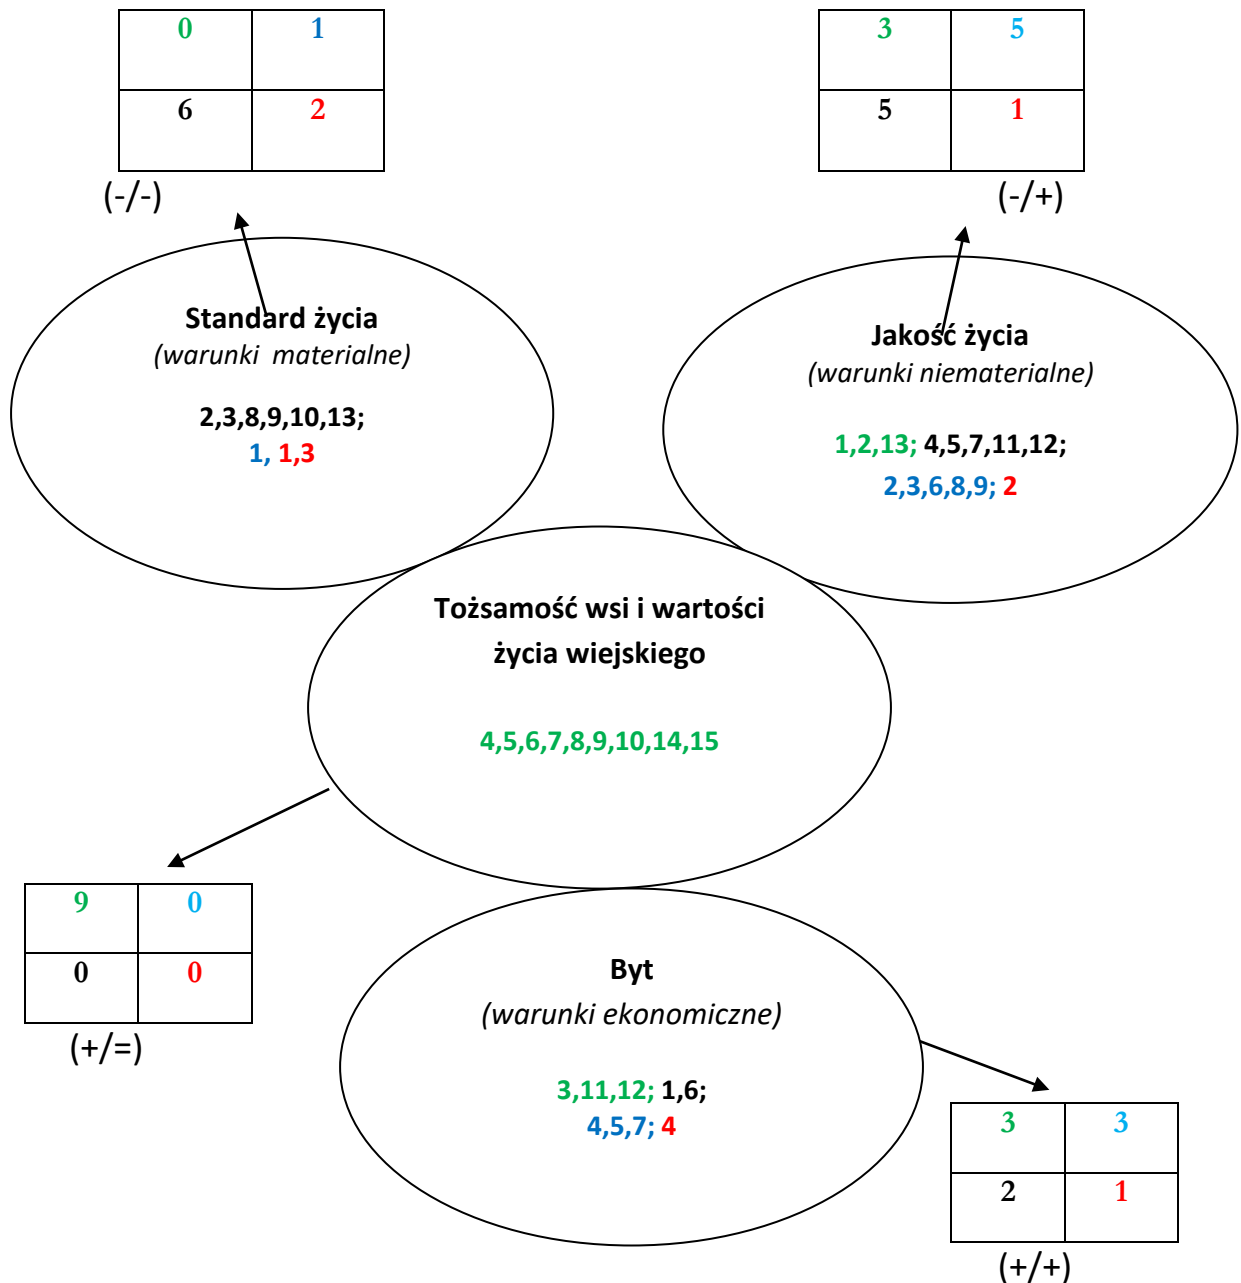 0 1
6 2
(-/-)
3 5
5 1
(-/+)
Standard życia
(warunki materialne)
2,3,8,9,10,13;
1, 1,3
Jakość życia
(warunki niematerialne)
1,2,13; 4,5,7,11,12;
2,3,6,8,9; 2
Tożsamość wsi i wartości
życia wiejskiego
4,5,6,7,8,9,10,14,15
9 0
0 0
(+/=)
Byt
(warunki ekonomiczne)
3,11,12; 1,6;
4,5,7; 4
3 3
2 1
(+/+)